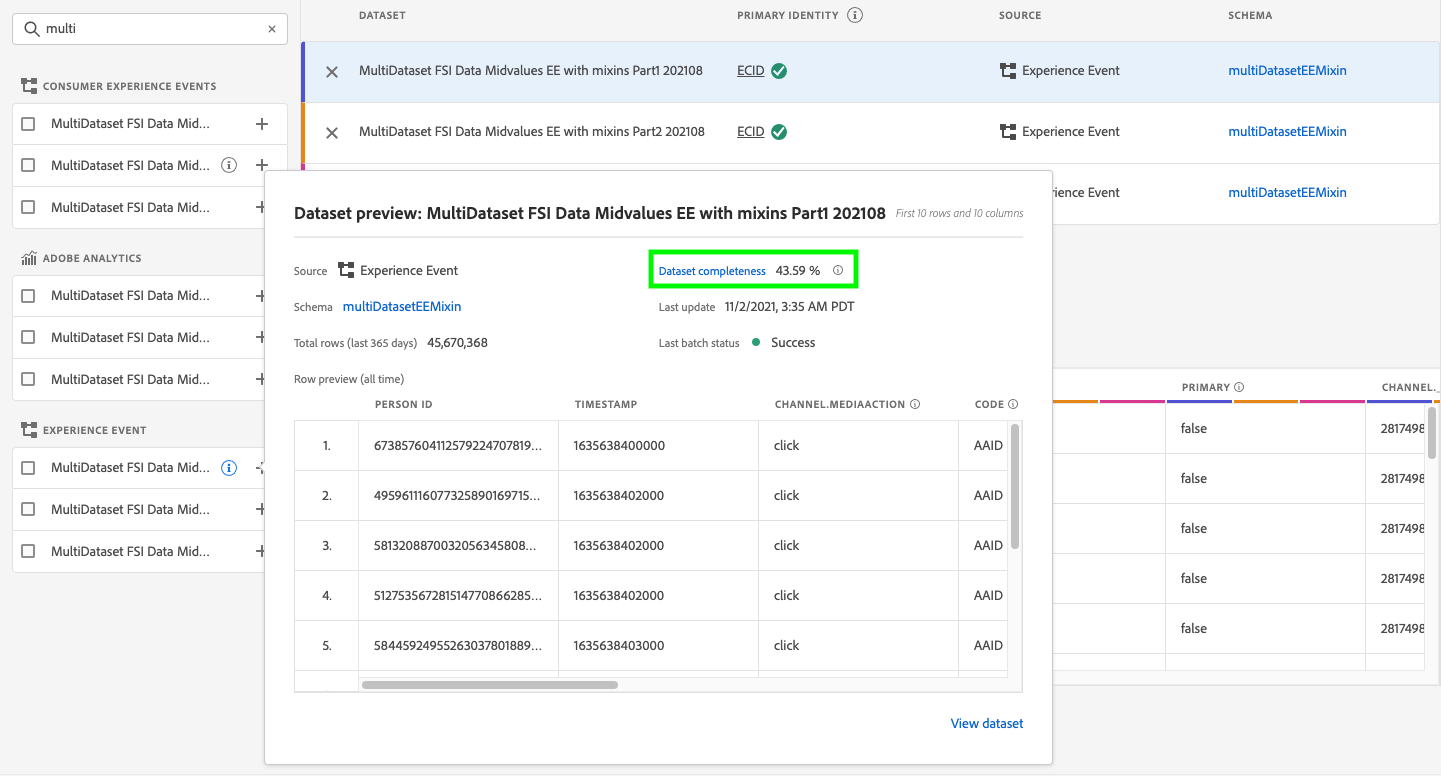 multi
CONSUMER EXPERIENCE EVENTS
MultiDataset FSI Data Mid...
MultiDataset FSI Data Mid...
MultiDataset FSI Data Mid...
ADOBE ANALYTICS
MultiDataset FSI Data Mid...
MultiDataset FSI Data Mid...
MultiDataset FSI Data Mid...
EXPERIENCE EVENT
MultiDataset FSI Data Mid...
MultiDataset FSI Data Mid...
MultiDataset FSI Data Mid...
DATASET PRIMARY IDENTITY SOURCE SCHEMA
MultiDataset FSI Data Midvalues EE with mixins Part1 202108 ECID Experience Event multiDatasetEEMixin
MultiDataset FSI Data Midvalues EE with mixins Part2 202108 ECID Experience Event multiDatasetEEMixin
rience Event multiDatasetEEMixin
Dataset preview: MultiDataset FSI Data Midvalues EE with mixins Part1 202108 First 10 rows and 10 columns
Source Experience Event Dataset completeness 43.59 %
Schema multiDatasetEEMixin Last update 11/2/2021, 3:35 AM PDT
Total rows (last 365 days) 45,670,368 Last batch status Success
Row preview (all time)
PERSON ID TIMESTAMP CHANNEL.MEDIAACTION CODE
1. 673857604112579224707819... 1635638400000 click AAID
2. 495961116077325890169715... 1635638402000 click AAID
3. 581320887003205634580​8... 1635638402000 click AAID
4. 512753567281514770866285... 1635638402000 click AAID
5. 58445924955263037801889... 1635638403000 click AAID
View dataset
PRIMARY CHANNEL._
false 2817498
false 2817498
false 2817498
false 2817498
false 2817498